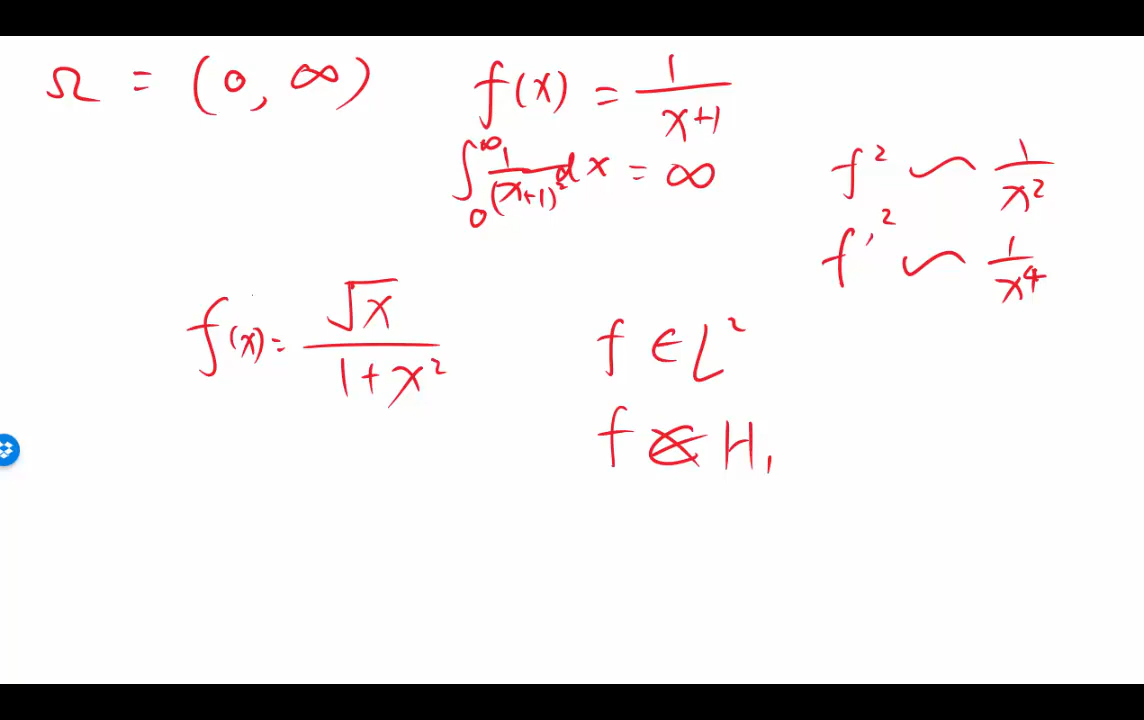 Ω = (0, ∞)
f(x) = 1/(x+1)
∫₀^∞ 1/(x+1)² dx = ∞
f² ~ 1/x²
f'² ~ 1/x⁴
f(x) = √x/(1+x²)
f ∈ L²
f ∉ H₁